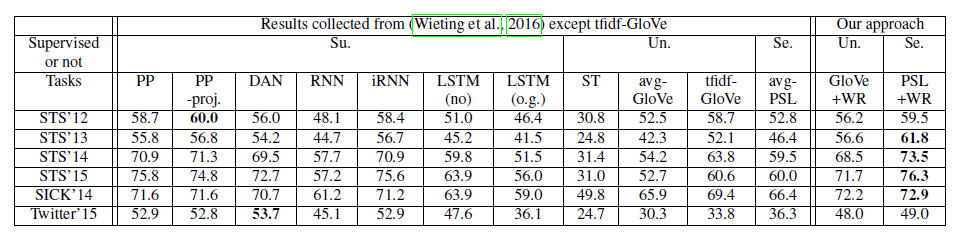 Results collected from (Wieting et al., 2016) except tfidf-GloVe Our approach
Supervised or not Su. Un. Se. Un. Se.
Tasks PP PP -proj. DAN RNN iRNN LSTM (no) LSTM (o.g.) ST avg-GloVe tfidf-GloVe avg-PSL GloVe +WR PSL +WR
STS'12 58.7 60.0 56.0 48.1 58.4 51.0 46.4 30.8 52.5 58.7 52.8 56.2 59.5
STS'13 55.8 56.8 54.2 44.7 56.7 45.2 41.5 24.8 42.3 52.1 46.4 56.6 61.8
STS'14 70.9 71.3 69.5 57.7 70.9 59.8 51.5 31.4 54.2 63.8 59.5 68.5 73.5
STS'15 75.8 74.8 72.7 57.2 75.6 63.9 56.0 31.0 52.7 60.6 60.0 71.7 76.3
SICK'14 71.6 71.6 70.7 61.2 71.2 63.9 59.0 49.8 65.9 69.4 66.4 72.2 72.9
Twitter'15 52.9 52.8 53.7 45.1 52.9 47.6 36.1 24.7 30.3 33.8 36.3 48.0 49.0